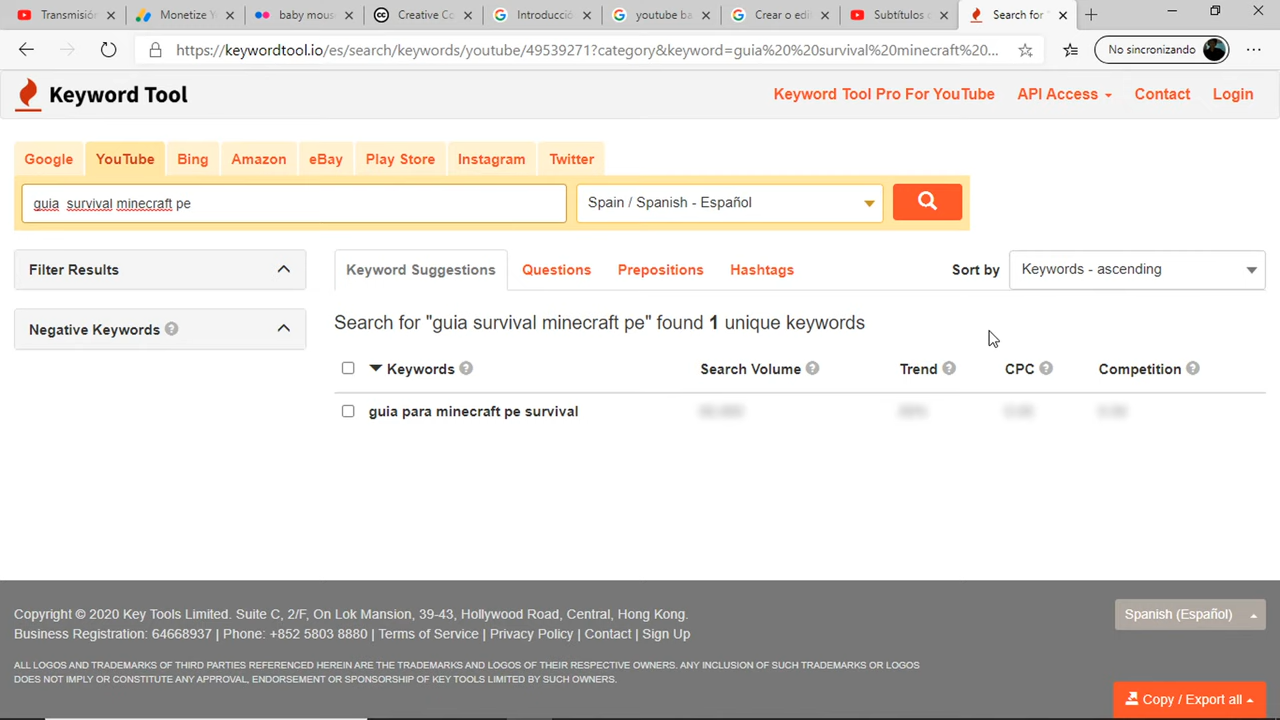 Transmisión
Monetize Y
baby mous
Creative Co
Introducció
youtube ba
Crear o edi
Subtítulos c
Search for "
https://keywordtool.io/es/search/keywords/youtube/49539271?category&keyword=guia%20%20survival%20minecraft%20...
No sincronizando
Keyword Tool
Keyword Tool Pro For YouTube
API Access
Contact
Login
Google
YouTube
Bing
Amazon
eBay
Play Store
Instagram
Twitter
guia  survival minecraft pe
Spain / Spanish - Español
Filter Results
Keyword Suggestions
Questions
Prepositions
Hashtags
Sort by
Keywords - ascending
Negative Keywords ?
Search for "guia survival minecraft pe" found 1 unique keywords
Keywords ?
Search Volume ?
Trend ?
CPC ?
Competition ?
guia para minecraft pe survival
Copyright © 2020 Key Tools Limited. Suite C, 2/F, On Lok Mansion, 39-43, Hollywood Road, Central, Hong Kong.
Business Registration: 64668937 | Phone: +852 5803 8880 | Terms of Service | Privacy Policy | Contact | Sign Up
Spanish (Español)
ALL LOGOS AND TRADEMARKS OF THIRD PARTIES REFERENCED HEREIN ARE THE TRADEMARKS AND LOGOS OF THEIR RESPECTIVE OWNERS. ANY INCLUSION OF SUCH TRADEMARKS OR LOGOS
DOES NOT IMPLY OR CONSTITUTE ANY APPROVAL, ENDORSEMENT OR SPONSORSHIP OF KEY TOOLS LIMITED BY SUCH OWNERS.
Copy / Export all